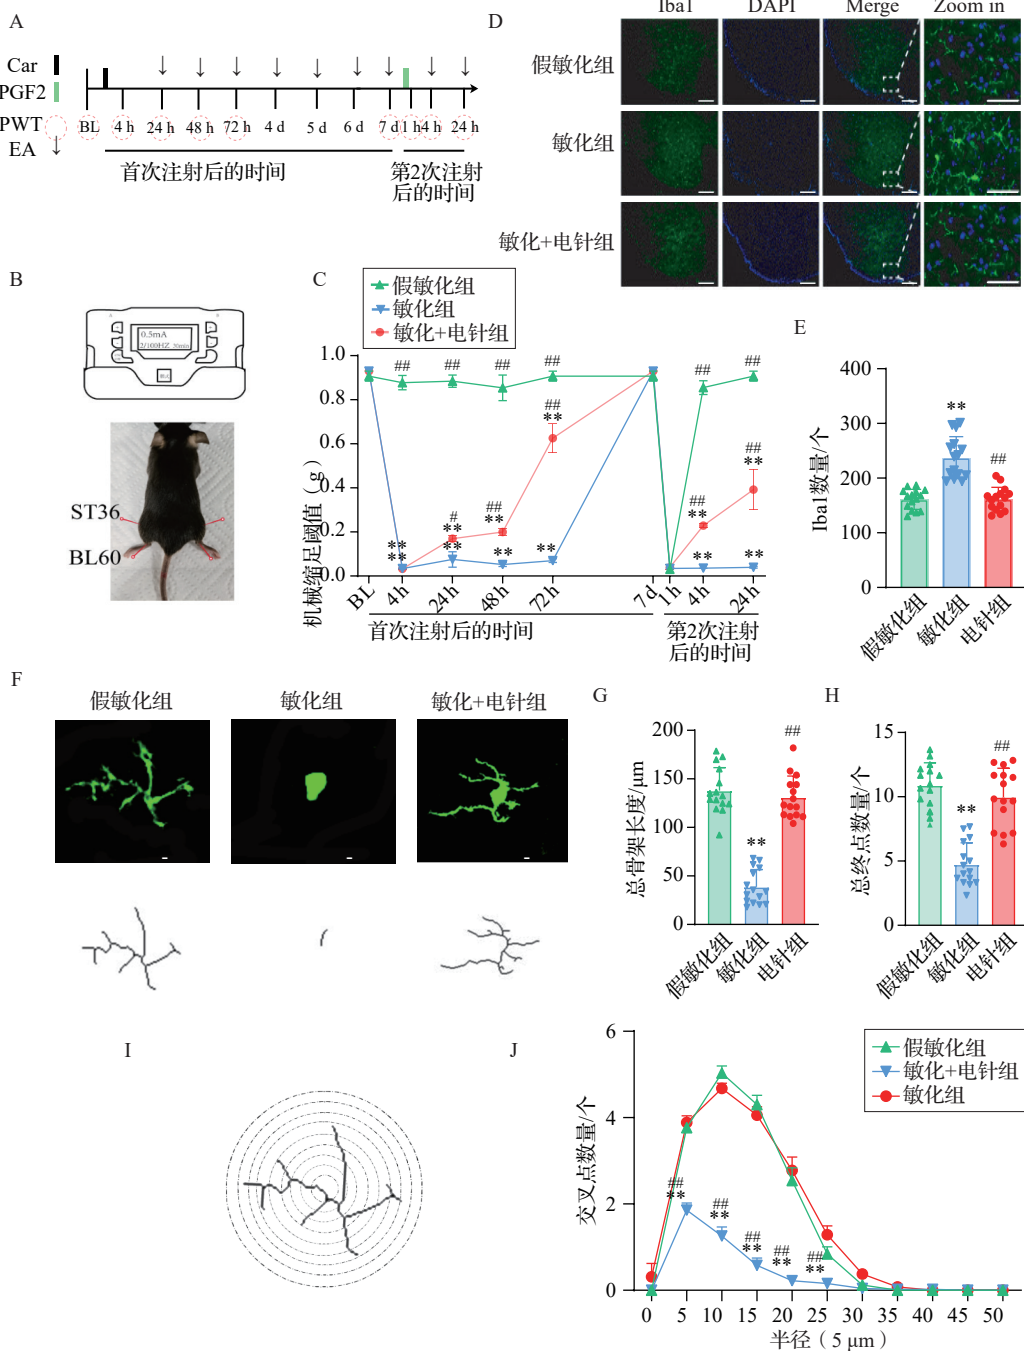 A
Car
PGF2
PWT
EA
BL
4 h
24 h
48 h
72 h
4 d
5 d
6 d
7 d
1 h
4 h
24 h
首次注射后的时间
第2次注射
后的时间
B
0.5mA
2/100HZ 30min
ST36
BL60
C
假敏化组
敏化组
敏化+电针组
机械缩足阈值（g）
1.0
0.8
0.6
0.4
0.2
0.0
##
##
##
##
**
**
#
**
**
##
**
**
##
**
**
##
##
##
**
**
##
**
**
BL
4h
24h
48h
72h
7d
1h
4h
24h
首次注射后的时间
第2次注射
后的时间
D
Iba1
DAPI
Merge
Zoom in
假敏化组
敏化组
敏化+电针组
E
Iba1数量/个
400
300
200
100
0
**
##
假敏化组
敏化组
电针组
F
假敏化组
敏化组
敏化+电针组
G
总骨架长度/μm
200
150
100
50
0
**
##
假敏化组
敏化组
电针组
H
总终点数量/个
15
10
5
0
**
##
假敏化组
敏化组
电针组
I
J
假敏化组
敏化+电针组
敏化组
交叉点数量/个
6
4
2
0
##
**
##
**
##
**
##
**
##
**
0
5
10
15
20
25
30
35
40
45
50
半径（5 μm）